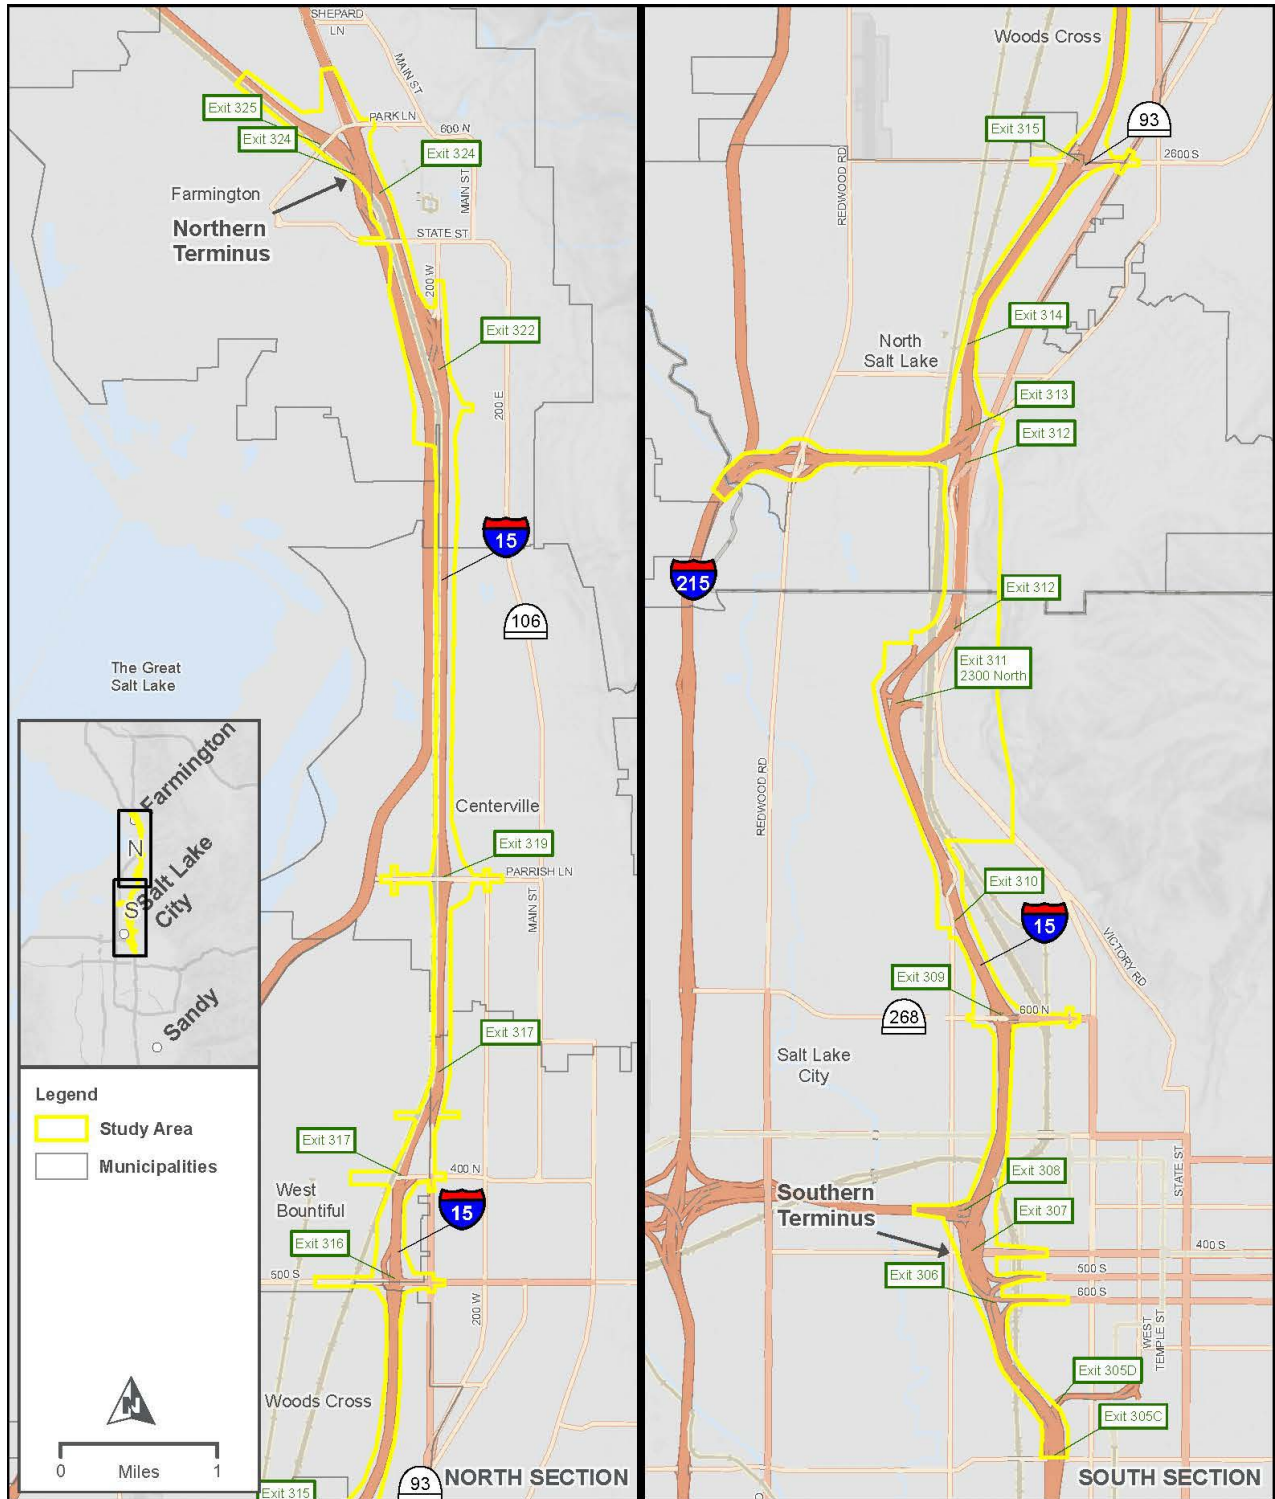 SHEPARD
LN
MAIN ST
Exit 325
PARK LN
600 N
Exit 324
Exit 324
Farmington
MAIN ST
Northern
Terminus
STATE ST
200 W
Exit 322
200 E
15
106
The Great
Salt Lake
Farmington
N
Salt Lake
City
S
Sandy
Centerville
Exit 319
PARRISH LN
MAIN ST
Exit 317
Exit 317
400 N
West
Bountiful
15
Exit 316
500 S
200 W
Woods Cross
93
Exit 315
NORTH SECTION
Legend
Study Area
Municipalities
N
0 Miles 1
Woods Cross
93
Exit 315
2600 S
REDWOOD RD
Exit 314
North
Salt Lake
Exit 313
Exit 312
215
Exit 312
Exit 311
2300 North
REDWOOD RD
Exit 310
15
VICTORY RD
Exit 309
600 N
268
Salt Lake
City
STATE ST
Exit 308
Southern
Terminus
Exit 307
400 S
500 S
Exit 306
600 S
WEST
TEMPLE ST
Exit 305D
Exit 305C
SOUTH SECTION